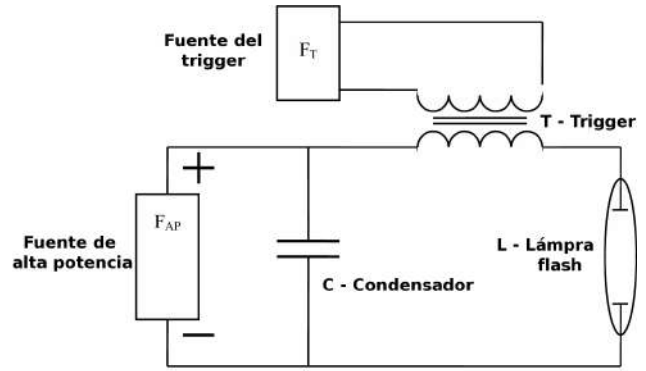 Fuente del
trigger
F_T
T - Trigger
+
F_AP
Fuente de
alta potencia
L - Lámpra
flash
C - Condensador
−